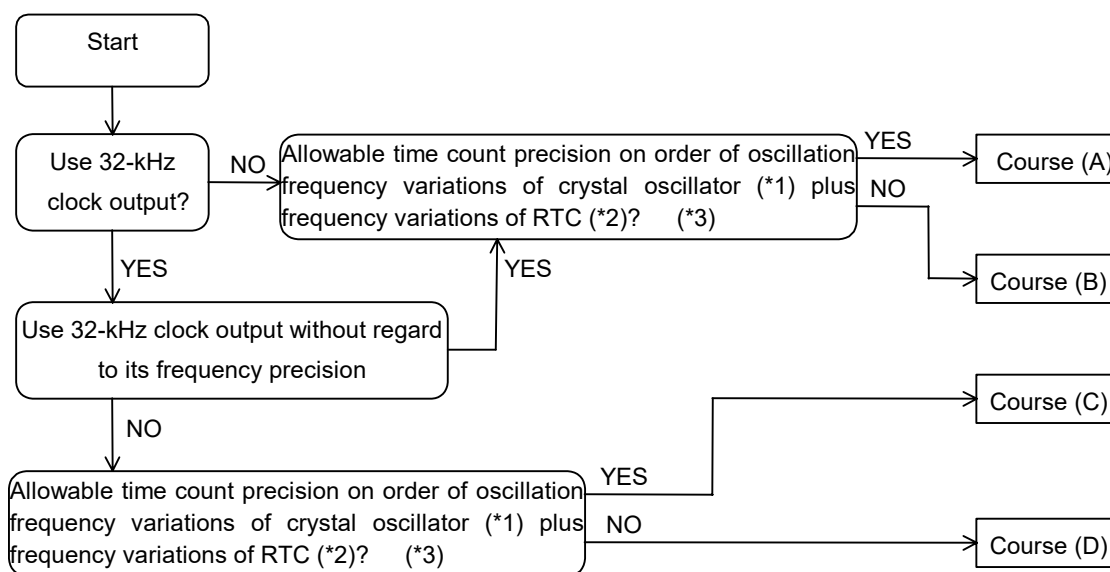 Start
Use 32-kHz
clock output?
NO
Allowable time count precision on order of oscillation
frequency variations of crystal oscillator (*1) plus
frequency variations of RTC (*2)? (*3)
YES
Course (A)
NO
Course (B)
YES
YES
Use 32-kHz clock output without regard
to its frequency precision
NO
Course (C)
Allowable time count precision on order of oscillation
frequency variations of crystal oscillator (*1) plus
frequency variations of RTC (*2)? (*3)
YES
NO
Course (D)